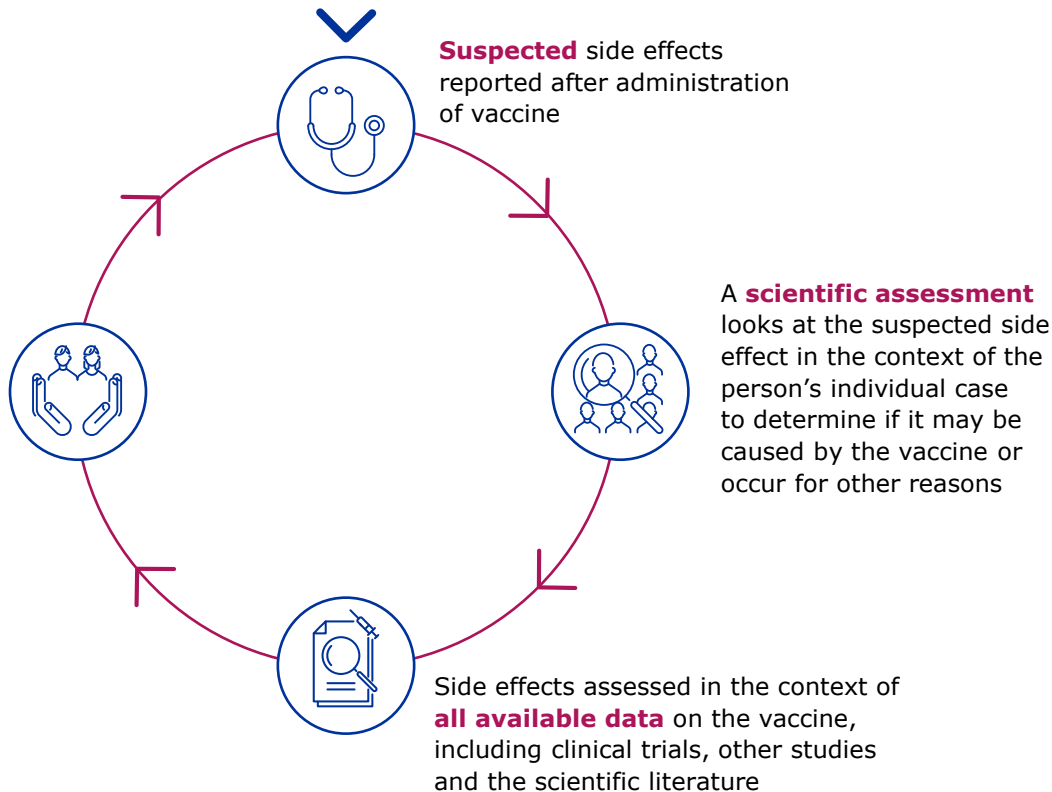 Suspected side effects
reported after administration
of vaccine
A scientific assessment
looks at the suspected side
effect in the context of the
person’s individual case
to determine if it may be
caused by the vaccine or
occur for other reasons
Side effects assessed in the context of
all available data on the vaccine,
including clinical trials, other studies
and the scientific literature